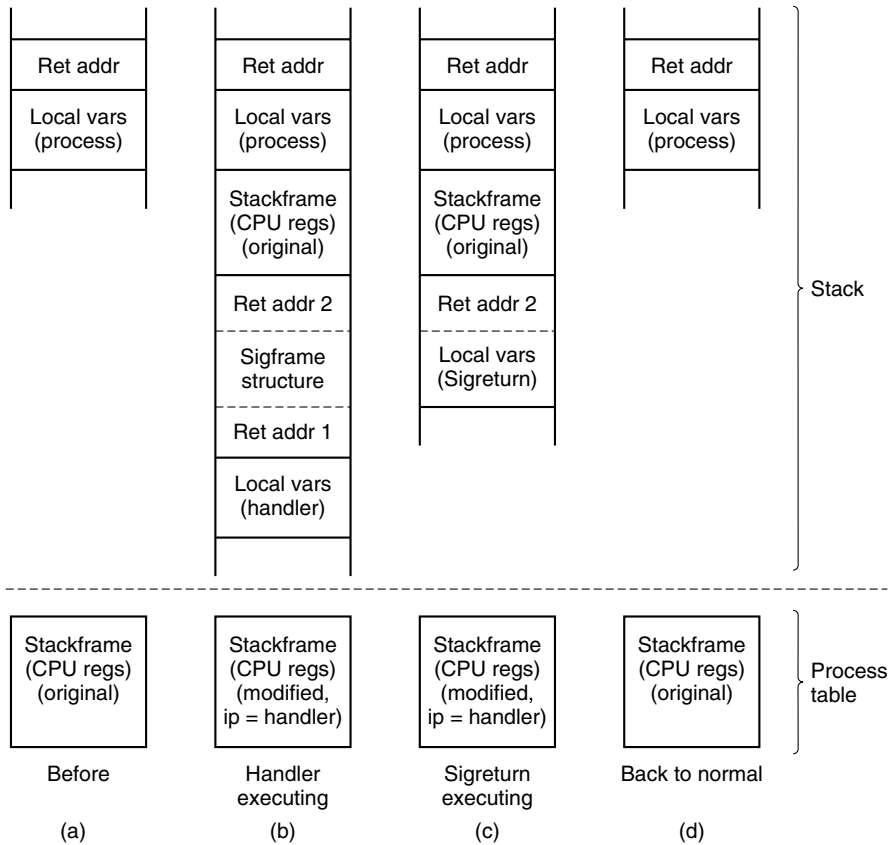 Ret addr
Local vars
(process)
Ret addr
Local vars
(process)
Stackframe
(CPU regs)
(original)
Ret addr 2
Sigframe
structure
Ret addr 1
Local vars
(handler)
Ret addr
Local vars
(process)
Stackframe
(CPU regs)
(original)
Ret addr 2
Local vars
(Sigreturn)
Ret addr
Local vars
(process)
Stack
Stackframe
(CPU regs)
(original)
Stackframe
(CPU regs)
(modified,
ip = handler)
Stackframe
(CPU regs)
(modified,
ip = handler)
Stackframe
(CPU regs)
(original)
Process
table
Before
Handler
executing
Sigreturn
executing
Back to normal
(a)
(b)
(c)
(d)